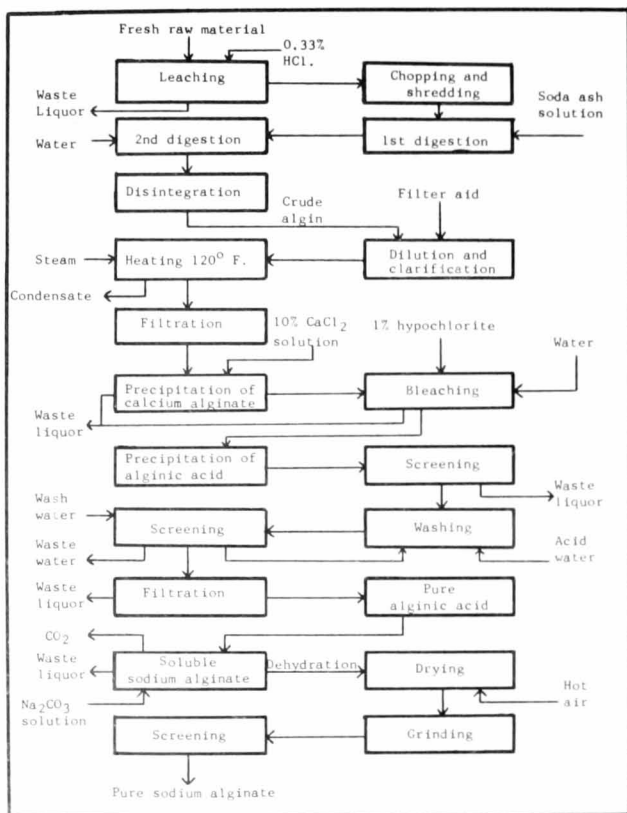 Fresh raw material
0.33%
HCl.
Leaching
Chopping and
shredding
Waste
Liquor
Soda ash
solution
Water
2nd digestion
1st digestion
Disintegration
Crude
algin
Filter aid
Steam
Heating 120° F.
Dilution and
clarification
Condensate
Filtration
10% CaCl₂
solution
1% hypochlorite
Water
Precipitation of
calcium alginate
Bleaching
Waste
liquor
Precipitation of
alginic acid
Screening
Waste
liquor
Wash
water
Screening
Washing
Waste
water
Acid
water
Waste
liquor
Filtration
Pure
alginic acid
CO₂
Waste
liquor
Soluble
sodium alginate
Dehydration
Drying
Na₂CO₃
solution
Hot
air
Screening
Grinding
Pure sodium alginate